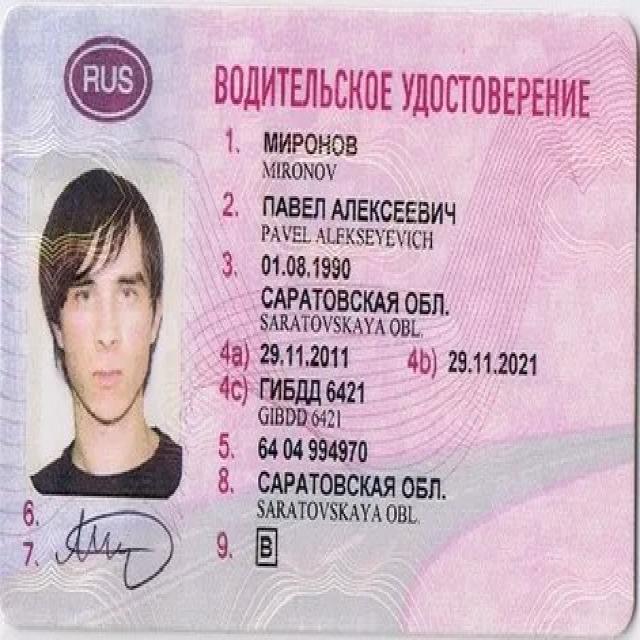 RUS
ВОДИТЕЛЬСКОЕ УДОСТОВЕРЕНИЕ
1. МИРОНОВ
MIRONOV
2. ПАВЕЛ АЛЕКСЕЕВИЧ
PAVEL ALEKSEYEVICH
3. 01.08.1990
САРАТОВСКАЯ ОБЛ.
SARATOVSKAYA OBL.
4a) 29.11.2011 4b) 29.11.2021
4c) ГИБДД 6421
GIBDD 6421
5. 64 04 994970
8. САРАТОВСКАЯ ОБЛ.
SARATOVSKAYA OBL.
6.
7.
9. B